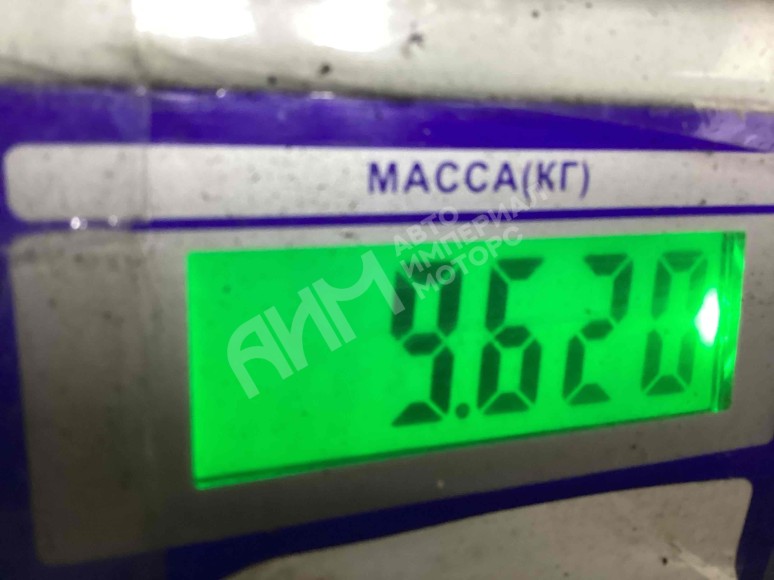 МАССА(КГ)
9.620
АИМ
АВТО
ИМПЕРИАЛ
МОТОРС